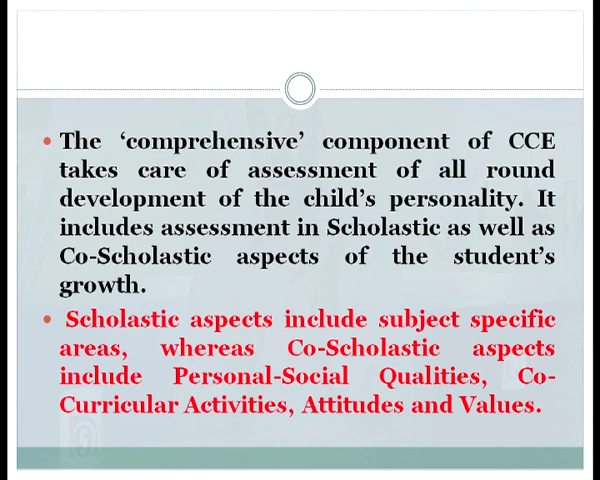 • The ‘comprehensive’ component of CCE
takes care of assessment of all round
development of the child’s personality. It
includes assessment in Scholastic as well as
Co-Scholastic aspects of the student’s
growth.
• Scholastic aspects include subject specific
areas, whereas Co-Scholastic aspects
include Personal-Social Qualities, Co-
Curricular Activities, Attitudes and Values.